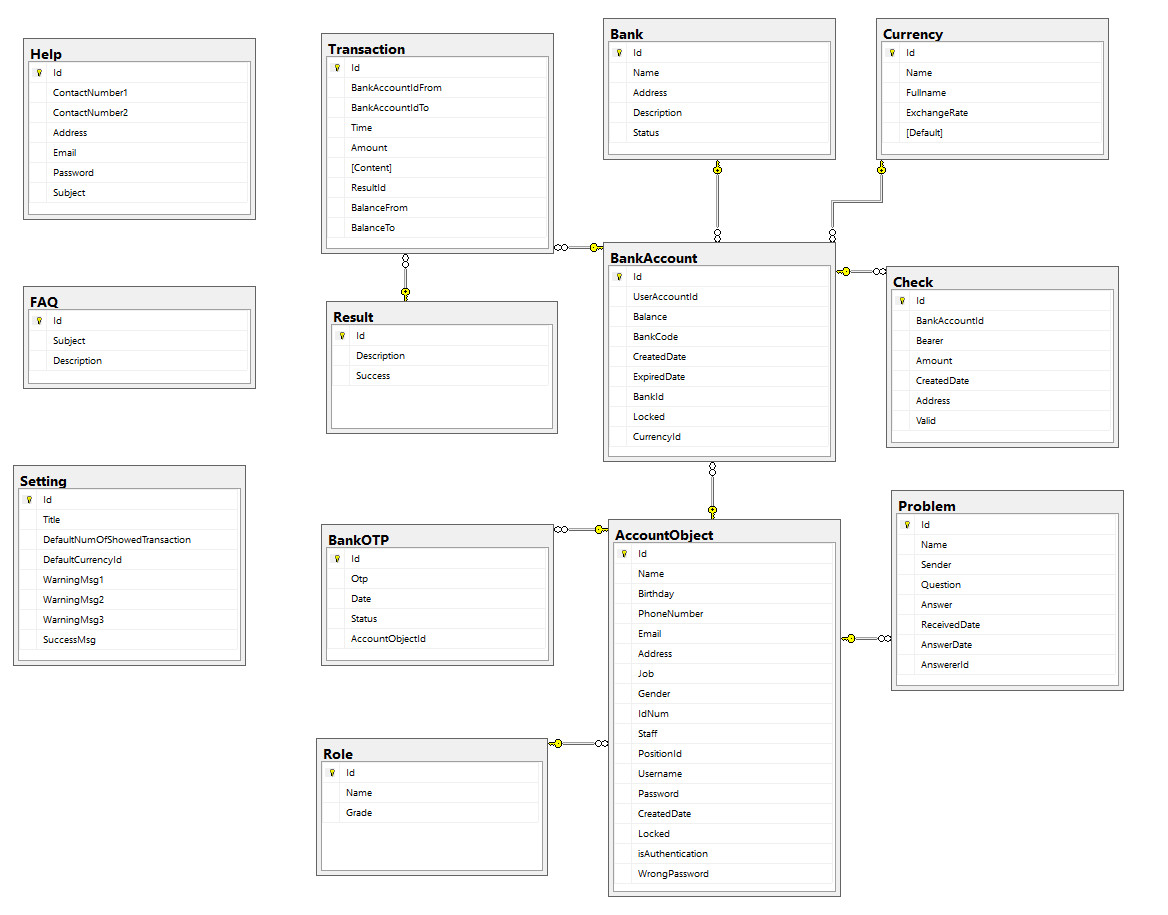 Help
Id
ContactNumber1
ContactNumber2
Address
Email
Password
Subject
FAQ
Id
Subject
Description
Setting
Id
Title
DefaultNumOfShowedTransaction
DefaultCurrencyId
WarningMsg1
WarningMsg2
WarningMsg3
SuccessMsg
Transaction
Id
BankAccountIdFrom
BankAccountIdTo
Time
Amount
[Content]
ResultId
BalanceFrom
BalanceTo
Result
Id
Description
Success
BankOTP
Id
Otp
Date
Status
AccountObjectId
Role
Id
Name
Grade
Bank
Id
Name
Address
Description
Status
BankAccount
Id
UserAccountId
Balance
BankCode
CreatedDate
ExpiredDate
BankId
Locked
CurrencyId
AccountObject
Id
Name
Birthday
PhoneNumber
Email
Address
Job
Gender
IdNum
Staff
PositionId
Username
Password
CreatedDate
Locked
isAuthentication
WrongPassword
Currency
Id
Name
Fullname
ExchangeRate
[Default]
Check
Id
BankAccountId
Bearer
Amount
CreatedDate
Address
Valid
Problem
Id
Name
Sender
Question
Answer
ReceivedDate
AnswerDate
AnswererId